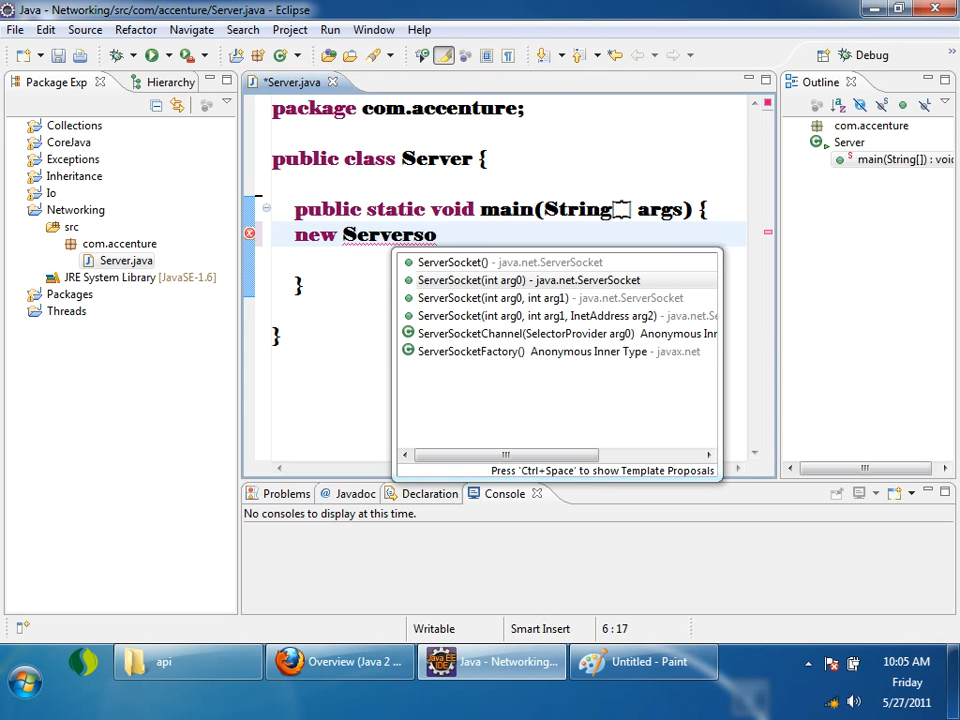 Java - Networking/src/com/accenture/Server.java - Eclipse
File Edit Source Refactor Navigate Search Project Run Window Help
Debug
Package Exp
Hierarchy
*Server.java
Outline
Collections
CoreJava
Exceptions
Inheritance
Io
Networking
src
com.accenture
Server.java
JRE System Library [JavaSE-1.6]
Packages
Threads
package com.accenture;
public class Server {
public static void main(String[] args) {
new Serverso
}
}
ServerSocket() - java.net.ServerSocket
ServerSocket(int arg0) - java.net.ServerSocket
ServerSocket(int arg0, int arg1) - java.net.ServerSocket
ServerSocket(int arg0, int arg1, InetAddress arg2) - java.net.S
ServerSocketChannel(SelectorProvider arg0) Anonymous Inn
ServerSocketFactory() Anonymous Inner Type - javax.net
Press 'Ctrl+Space' to show Template Proposals
com.accenture
Server
main(String[]) : void
Problems
@ Javadoc
Declaration
Console
No consoles to display at this time.
Writable
Smart Insert
6 : 17
api
Overview (Java 2 ...
Java - Networking...
Untitled - Paint
10:05 AM
Friday
5/27/2011